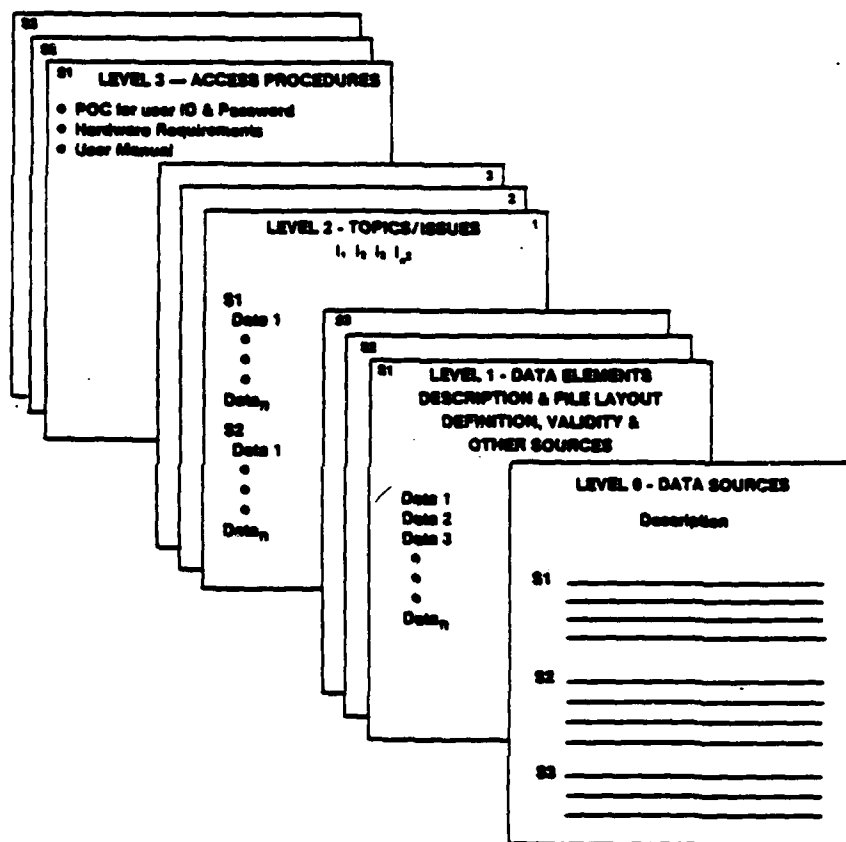 S3
S2
S1
LEVEL 3 — ACCESS PROCEDURES
• POC for user ID & Password
• Hardware Requirements
• User Manual
3
2
1
LEVEL 2 - TOPICS/ISSUES
S1
Data 1
•
•
•
Dataₙ
S2
Data 1
•
•
•
Dataₙ
S3
S2
S1
LEVEL 1 - DATA ELEMENTS
DESCRIPTION & FILE LAYOUT
DEFINITION, VALIDITY &
OTHER SOURCES
Data 1
Data 2
Data 3
•
•
•
Dataₙ
LEVEL 0 - DATA SOURCES
Description
S1
S2
S3